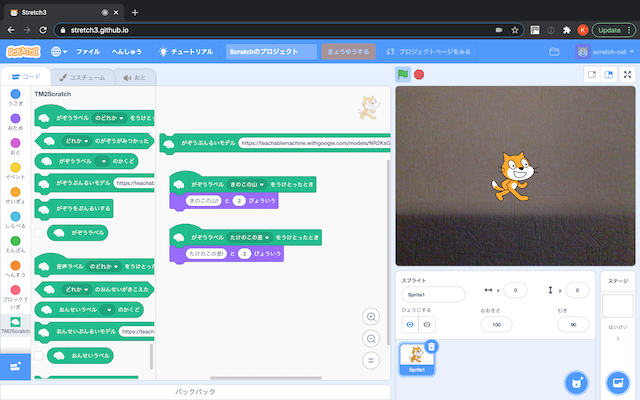 Stretch3
stretch3.github.io
Update
SCRATCH
ファイル
へんしゅう
チュートリアル
Scratchのプロジェクト
きょうゆうする
プロジェクトページをみる
scratch-cat
コード
コスチューム
おと
うごき
みため
おと
イベント
せいぎょ
しらべる
えんざん
へんすう
ブロックていぎ
TM2Scratch
TM2Scratch
がぞうラベル のどれか をうけとっ
どれか のがぞうがみつかった
がぞうラベル のかくど
がぞうぶんるいモデル https://teac
がぞうをぶんるいする
がぞうラベル
音声ラベル のどれか をうけとった
どれか のおんせいがきこえた
おんせいラベル のかくど
おんせいぶんるいモデル https://teac
おんせいラベル
がぞうぶんるいモデル https://teachablemachine.withgoogle.com/models/NR2KsG
がぞうラベル きのこの山 をうけとったとき
きのこの山! と 2 びょういう
がぞうラベル たけのこの里 をうけとったとき
たけのこの里! と 2 びょういう
バックパック
スプライト
Sprite1
x 0
y 0
ひょうじする
おおきさ
100
むき
90
Sprite1
ステージ
はいけい
1